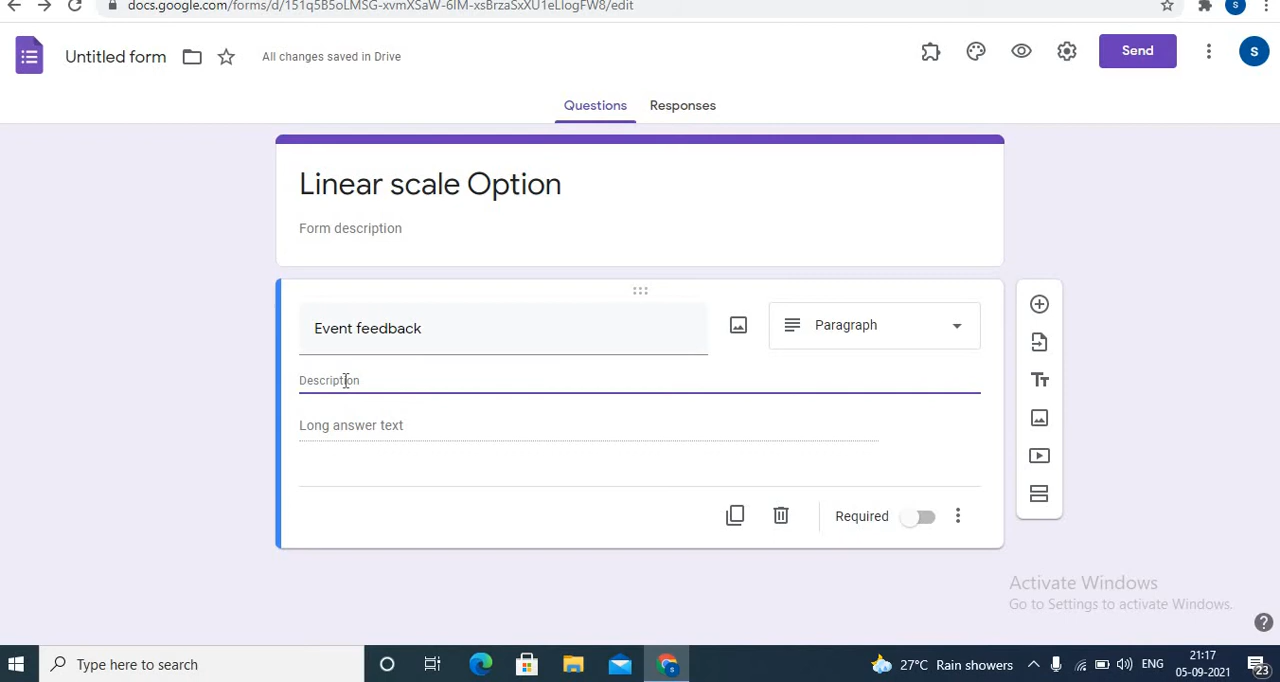 docs.google.com/forms/d/151q5B5oLMSG-xvmXSaW-6IM-xsBrzaSxXU1eLlogFW8/edit
S
Untitled form
All changes saved in Drive
Send
S
Questions
Responses
Linear scale Option
Form description
Event feedback
Paragraph
Description
Long answer text
Required
Activate Windows
Go to Settings to activate Windows.
Type here to search
27°C Rain showers
ENG
21:17
05-09-2021
23